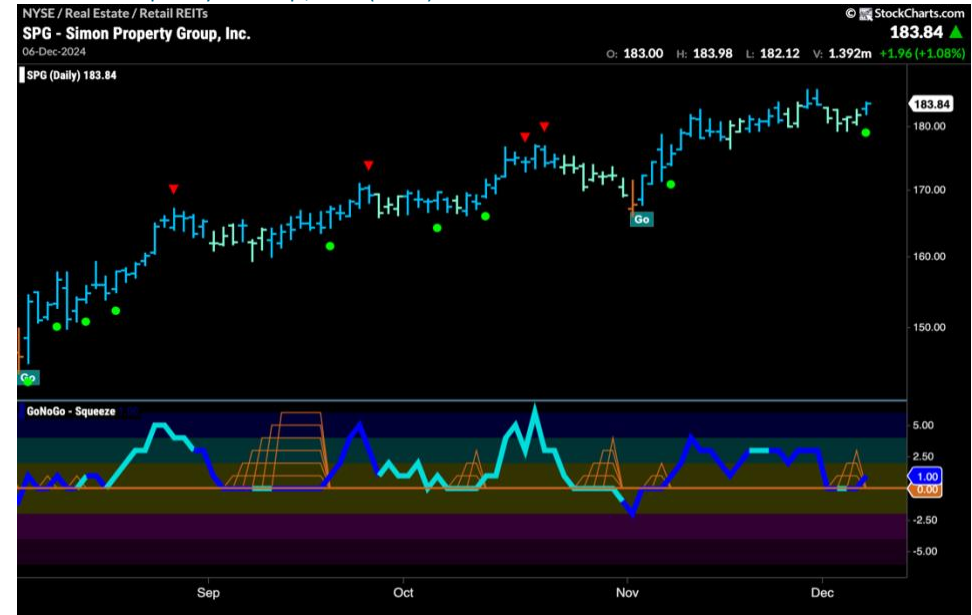 NYSE / Real Estate / Retail REITs
© StockCharts.com
SPG - Simon Property Group, Inc.
183.84
06-Dec-2024
O: 183.00 H: 183.98 L: 182.12 V: 1.392m +1.96 (+1.08%)
SPG (Daily) 183.84
183.84
180.00
170.00
Go
160.00
150.00
Go
GoNoGo - Squeeze
5.00
2.50
1.00
0.00
-2.50
-5.00
Sep Oct Nov Dec